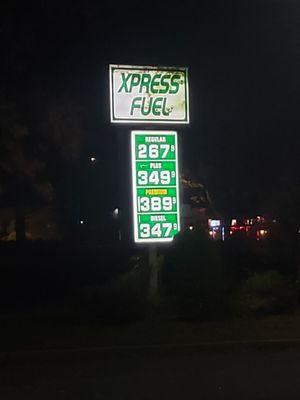 XPRESS
FUEL
REGULAR
267 9
PLUS
349 9
PREMIUM
389 9
DIESEL
347 9